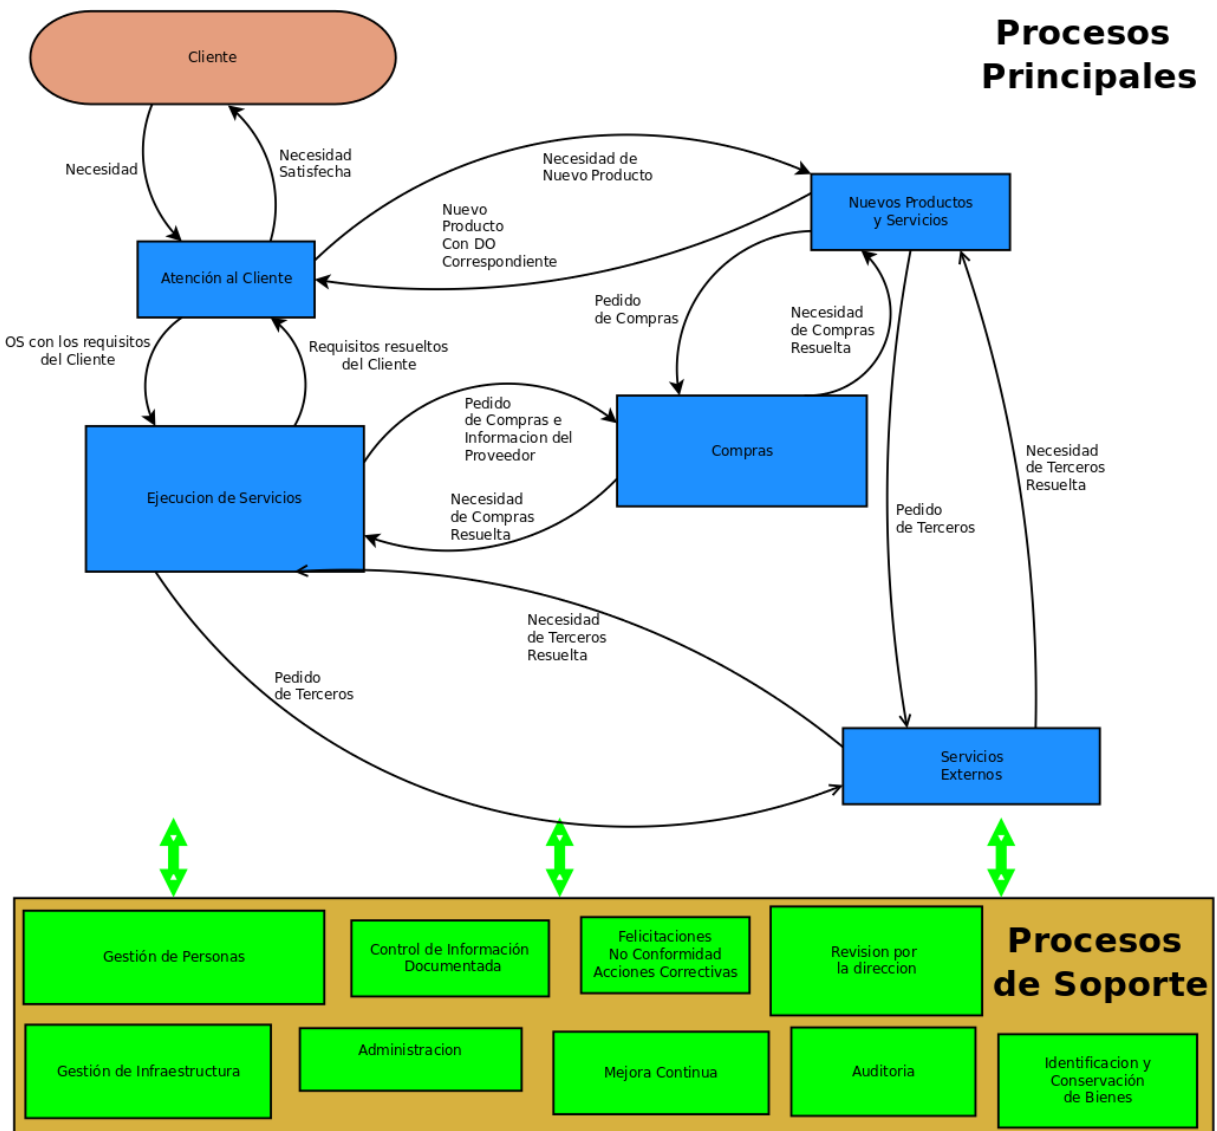 Procesos
Principales
Cliente
Necesidad
Necesidad
Satisfecha
Necesidad de
Nuevo Producto
Nuevos Productos
y Servicios
Nuevo
Producto
Con DO
Correspondiente
Atención al Cliente
Pedido
de Compras
Necesidad
de Compras
Resuelta
OS con los requisitos
del Cliente
Requisitos resueltos
del Cliente
Pedido
de Compras e
Informacion del
Proveedor
Compras
Necesidad
de Terceros
Resuelta
Ejecucion de Servicios
Necesidad
de Compras
Resuelta
Pedido
de Terceros
Necesidad
de Terceros
Resuelta
Pedido
de Terceros
Servicios
Externos
Procesos
de Soporte
Gestión de Personas
Control de Información
Documentada
Felicitaciones
No Conformidad
Acciones Correctivas
Revision por
la direccion
Gestión de Infraestructura
Administracion
Mejora Continua
Auditoria
Identificacion y
Conservación
de Bienes